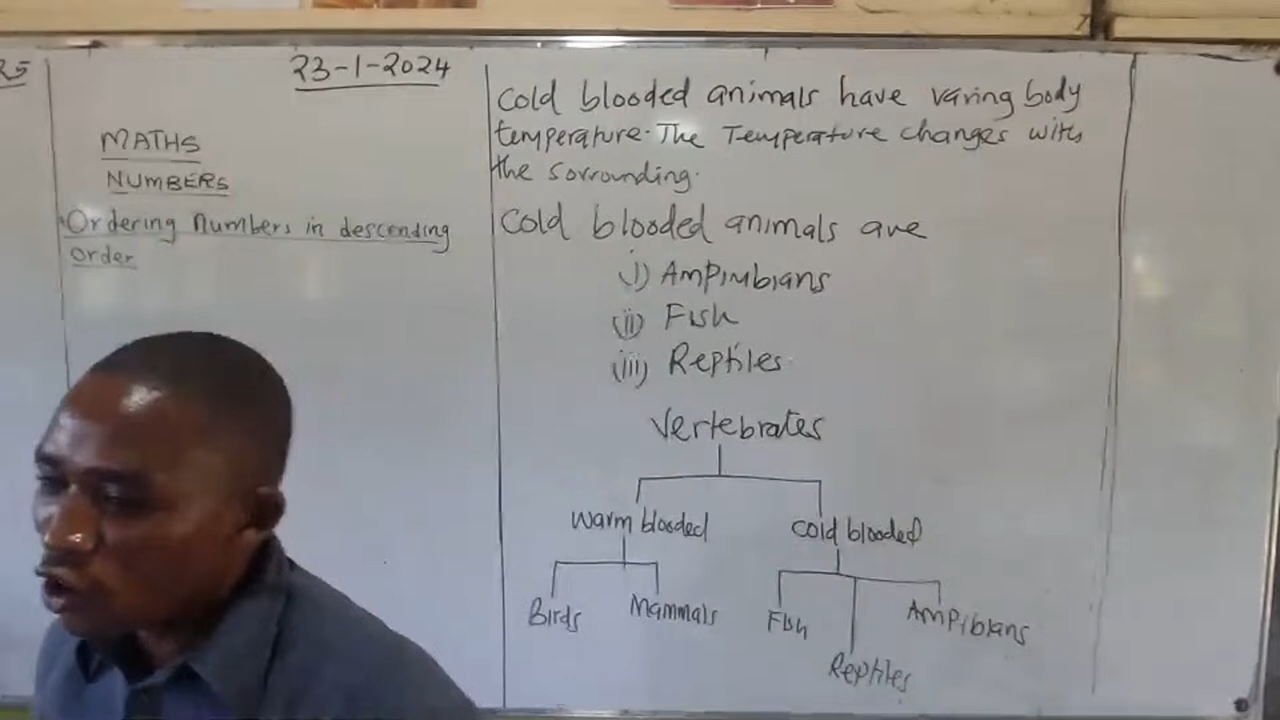 25
23-1-2024
MATHS
NUMBERS
Ordering Numbers in descending
order
Cold blooded animals have varing body
temperature. The Temperature changes with
the sorrounding.
Cold blooded animals are
i) Ampimbians
(ii) Fish
(iii) Reptiles
Vertebrates
Warm blooded
Cold blooded
Birds
Mammals
Fish
Reptiles
Ampibians